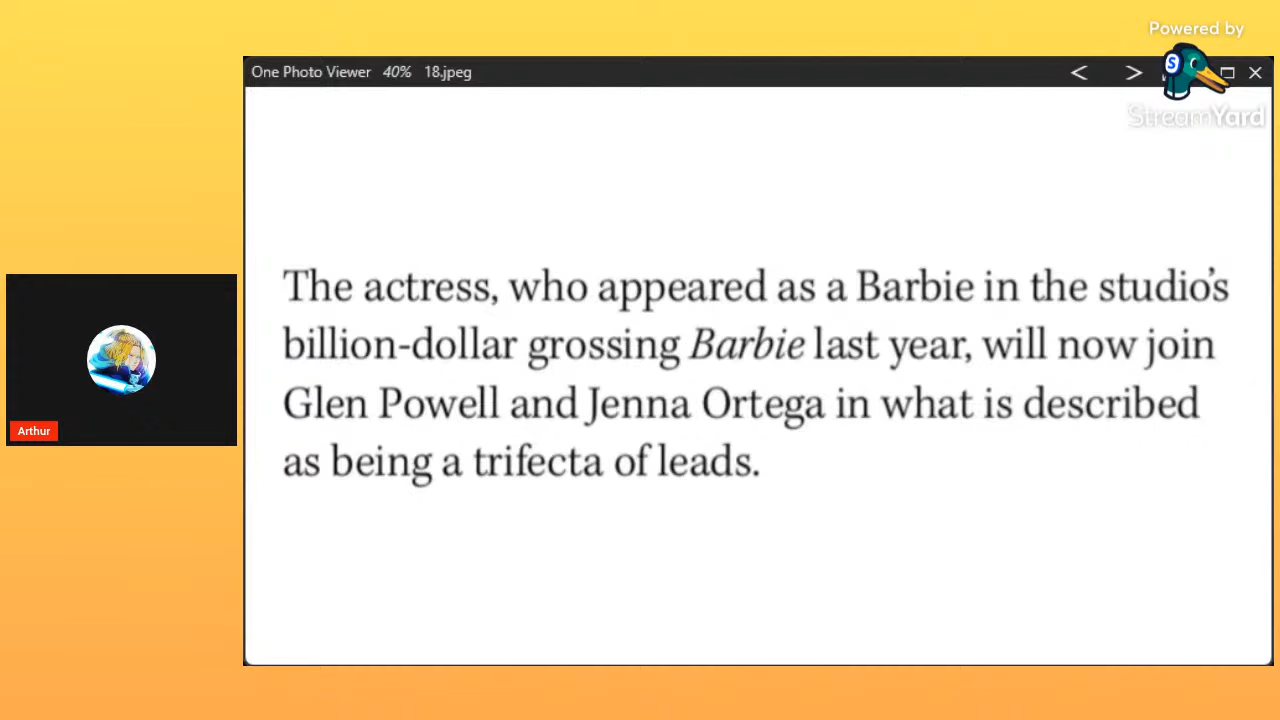 Powered by
StreamYard
One Photo Viewer 40% 18.jpeg
The actress, who appeared as a Barbie in the studio's
billion-dollar grossing Barbie last year, will now join
Glen Powell and Jenna Ortega in what is described
as being a trifecta of leads.
Arthur